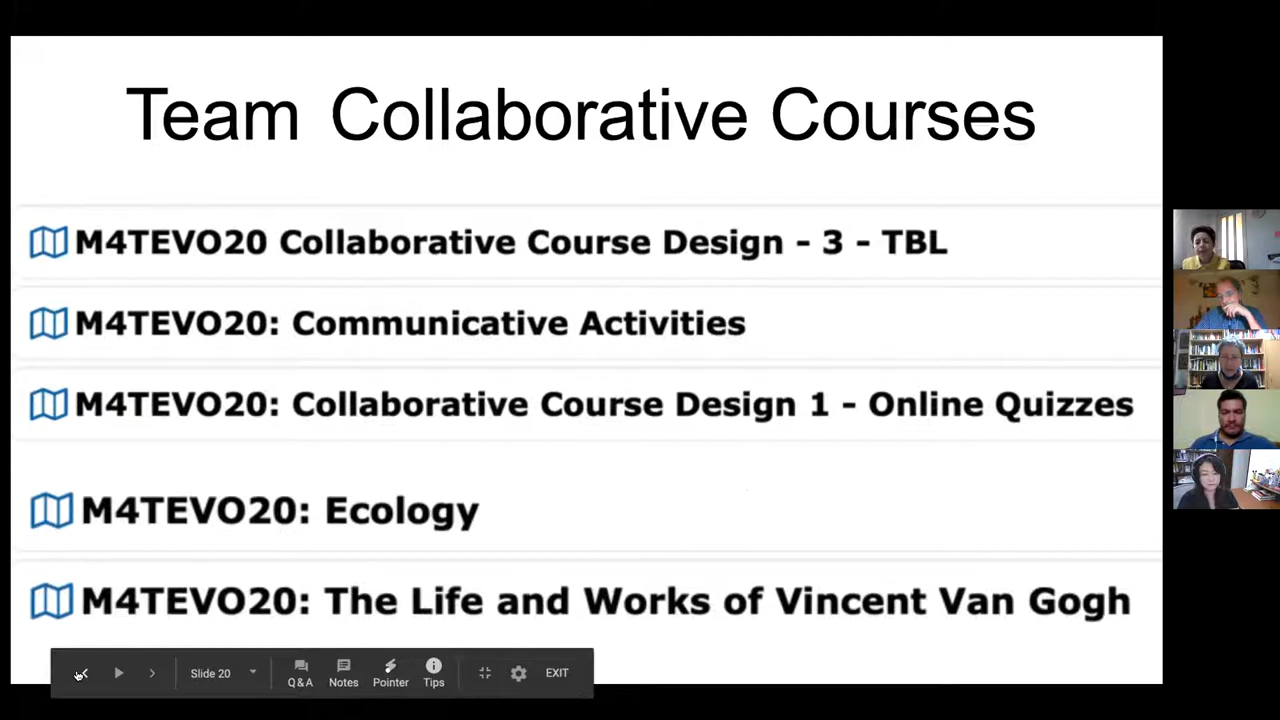 Team Collaborative Courses
M4TEVO20 Collaborative Course Design - 3 - TBL
M4TEVO20: Communicative Activities
M4TEVO20: Collaborative Course Design 1 - Online Quizzes
M4TEVO20: Ecology
M4TEVO20: The Life and Works of Vincent Van Gogh
Slide 20
Q&A
Notes
Pointer
Tips
EXIT